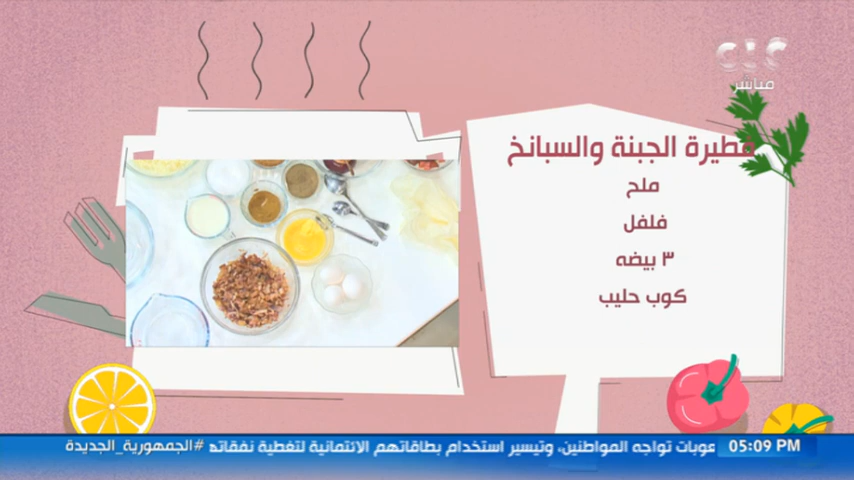 cbc
مباشر
فطيرة الجبنة والسبانخ
ملح
فلفل
٣ بيضه
كوب حليب
05:09 PM
عوبات تواجه المواطنين، وتيسير استخدام بطاقاتهم الائتمانية لتغطية نفقاته
#الجمهورية_الجديدة